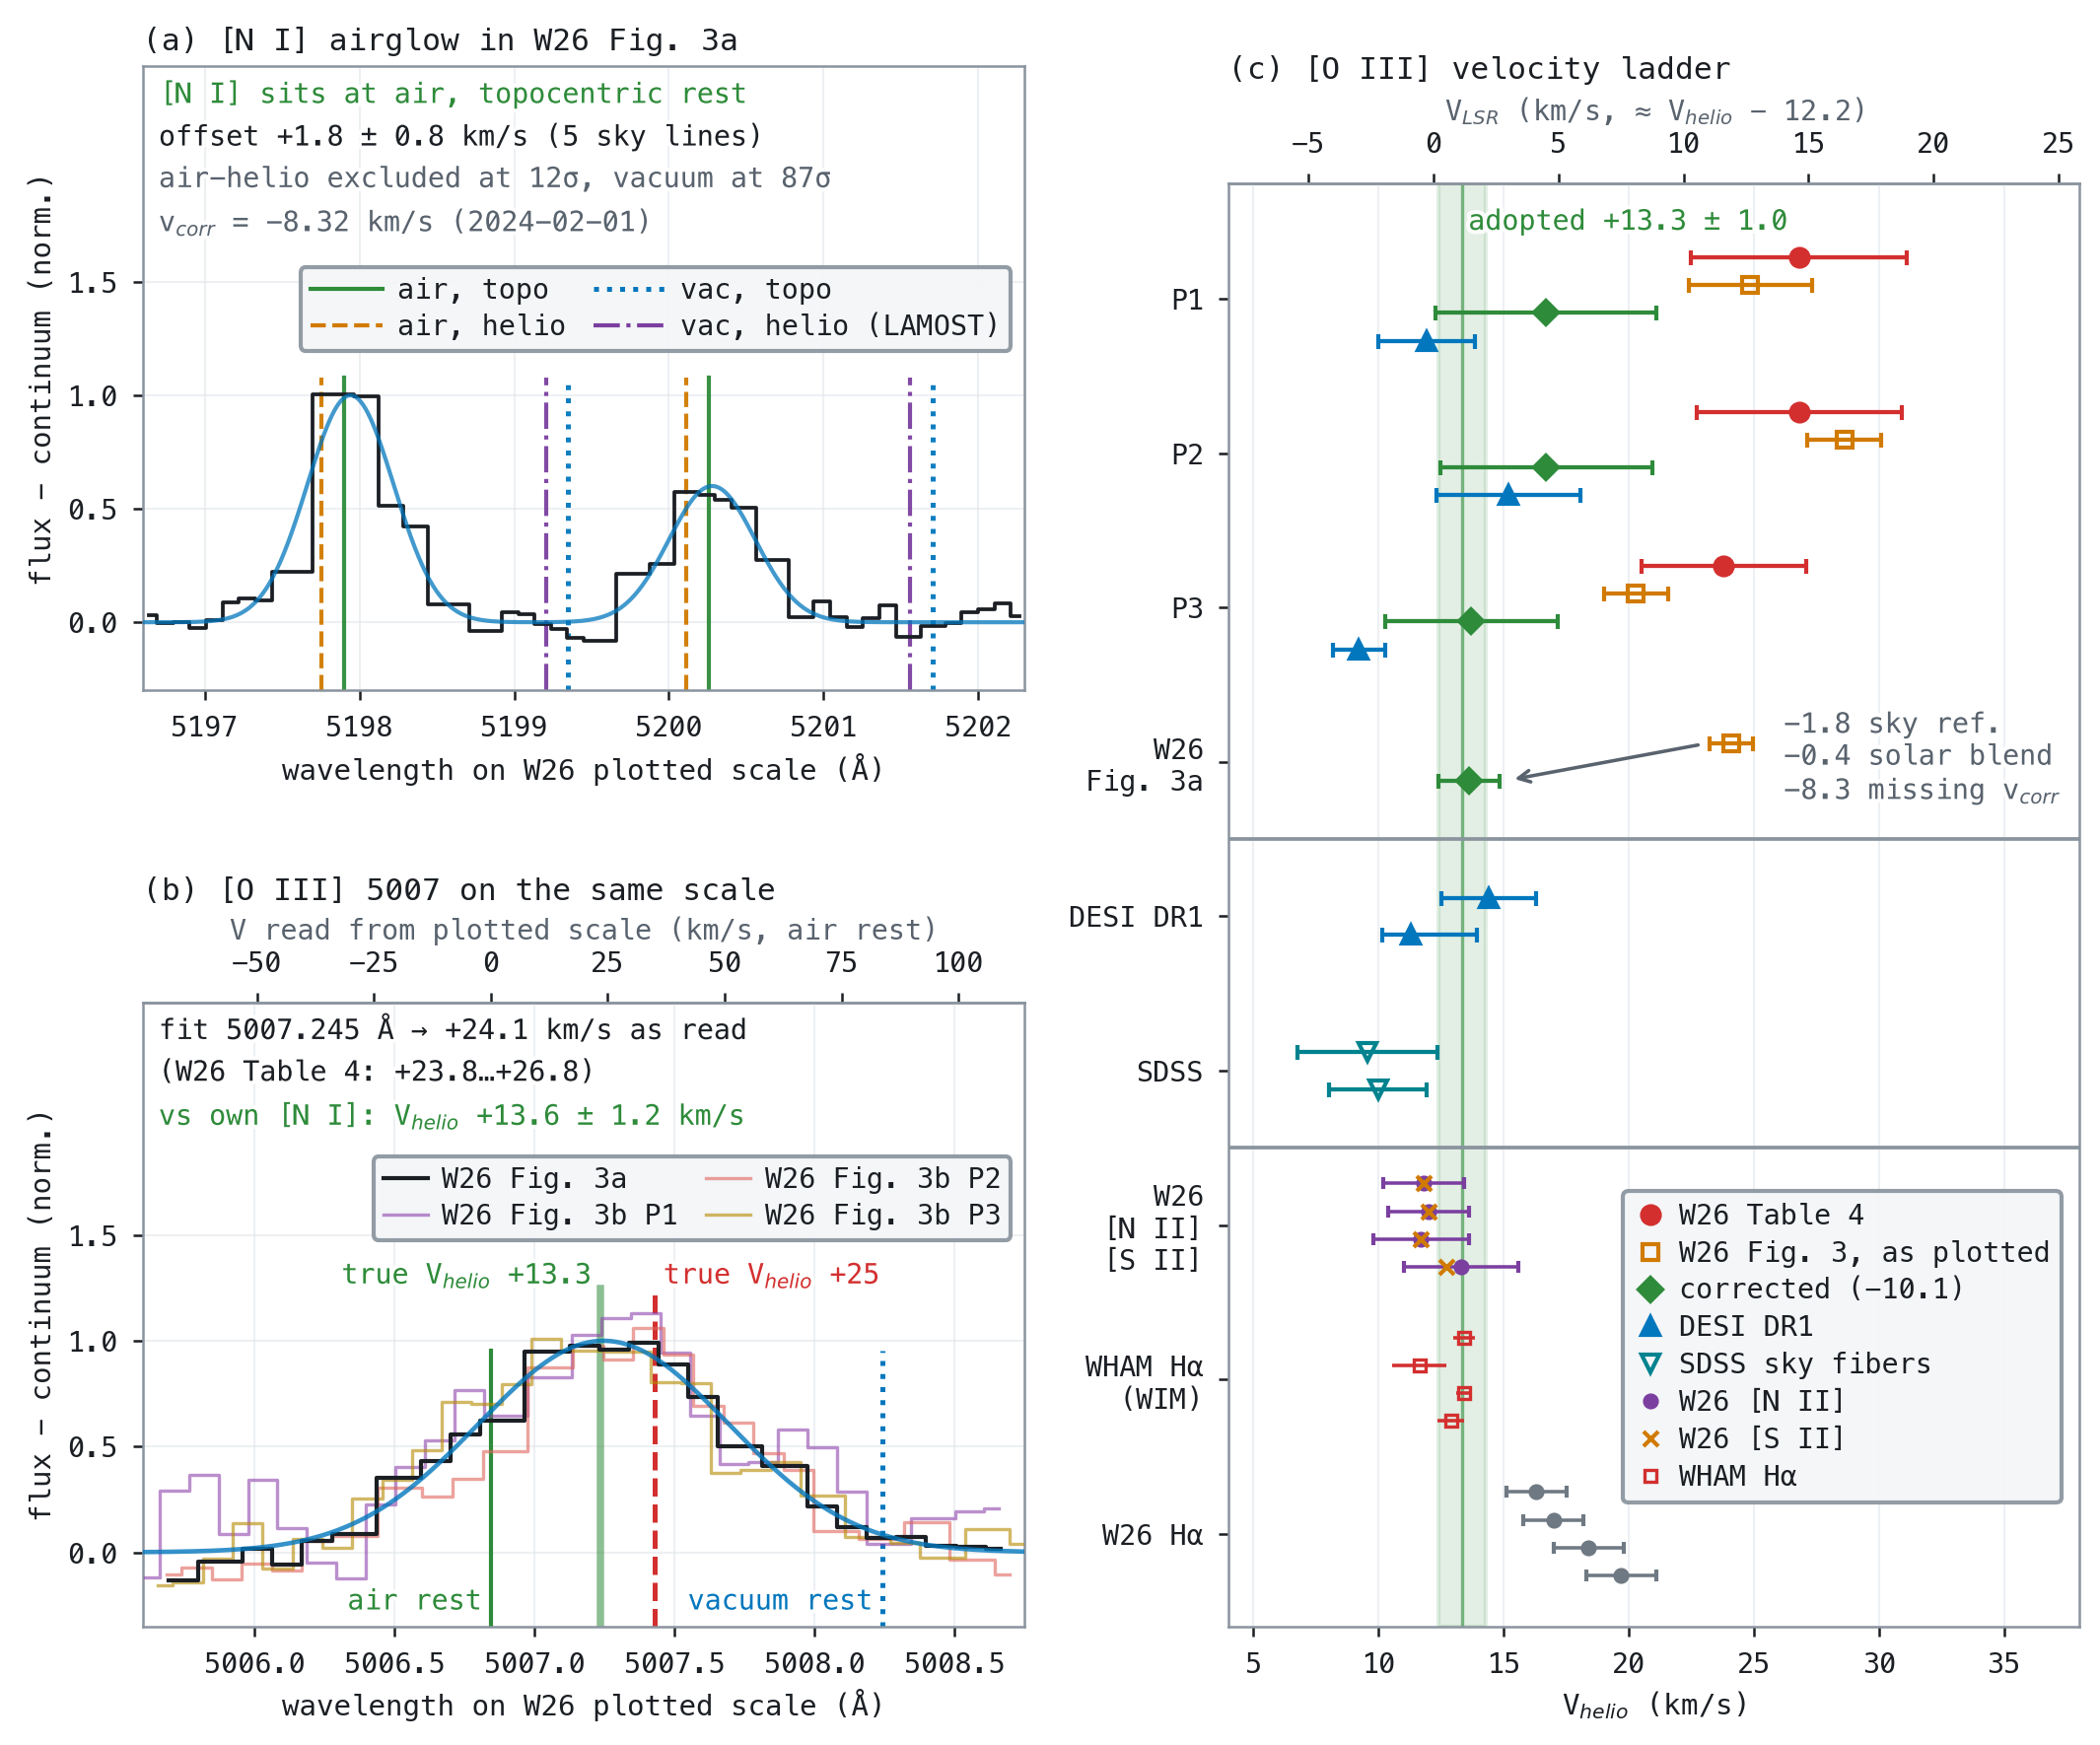 (a) [N I] airglow in W26 Fig. 3a
[N I] sits at air, topocentric rest
offset +1.8 ± 0.8 km/s (5 sky lines)
air−helio excluded at 12σ, vacuum at 87σ
vcorr = −8.32 km/s (2024−02−01)
air, topo
vac, topo
air, helio
vac, helio (LAMOST)
1.5
1.0
0.5
0.0
flux − continuum (norm.)
5197 5198 5199 5200 5201 5202
wavelength on W26 plotted scale (Å)
(b) [O III] 5007 on the same scale
V read from plotted scale (km/s, air rest)
−50 −25 0 25 50 75 100
fit 5007.245 Å → +24.1 km/s as read
(W26 Table 4: +23.8…+26.8)
vs own [N I]: Vhelio +13.6 ± 1.2 km/s
W26 Fig. 3a
W26 Fig. 3b P2
W26 Fig. 3b P1
W26 Fig. 3b P3
true Vhelio +13.3
true Vhelio +25
1.5
1.0
0.5
0.0
flux − continuum (norm.)
air rest
vacuum rest
5006.0 5006.5 5007.0 5007.5 5008.0 5008.5
wavelength on W26 plotted scale (Å)
(c) [O III] velocity ladder
VLSR (km/s, ≈ Vhelio − 12.2)
−5 0 5 10 15 20 25
adopted +13.3 ± 1.0
P1
P2
P3
W26
Fig. 3a
−1.8 sky ref.
−0.4 solar blend
−8.3 missing vcorr
DESI DR1
SDSS
W26
[N II]
[S II]
WHAM Hα
(WIM)
W26 Hα
W26 Table 4
W26 Fig. 3, as plotted
corrected (−10.1)
DESI DR1
SDSS sky fibers
W26 [N II]
W26 [S II]
WHAM Hα
5 10 15 20 25 30 35
Vhelio (km/s)